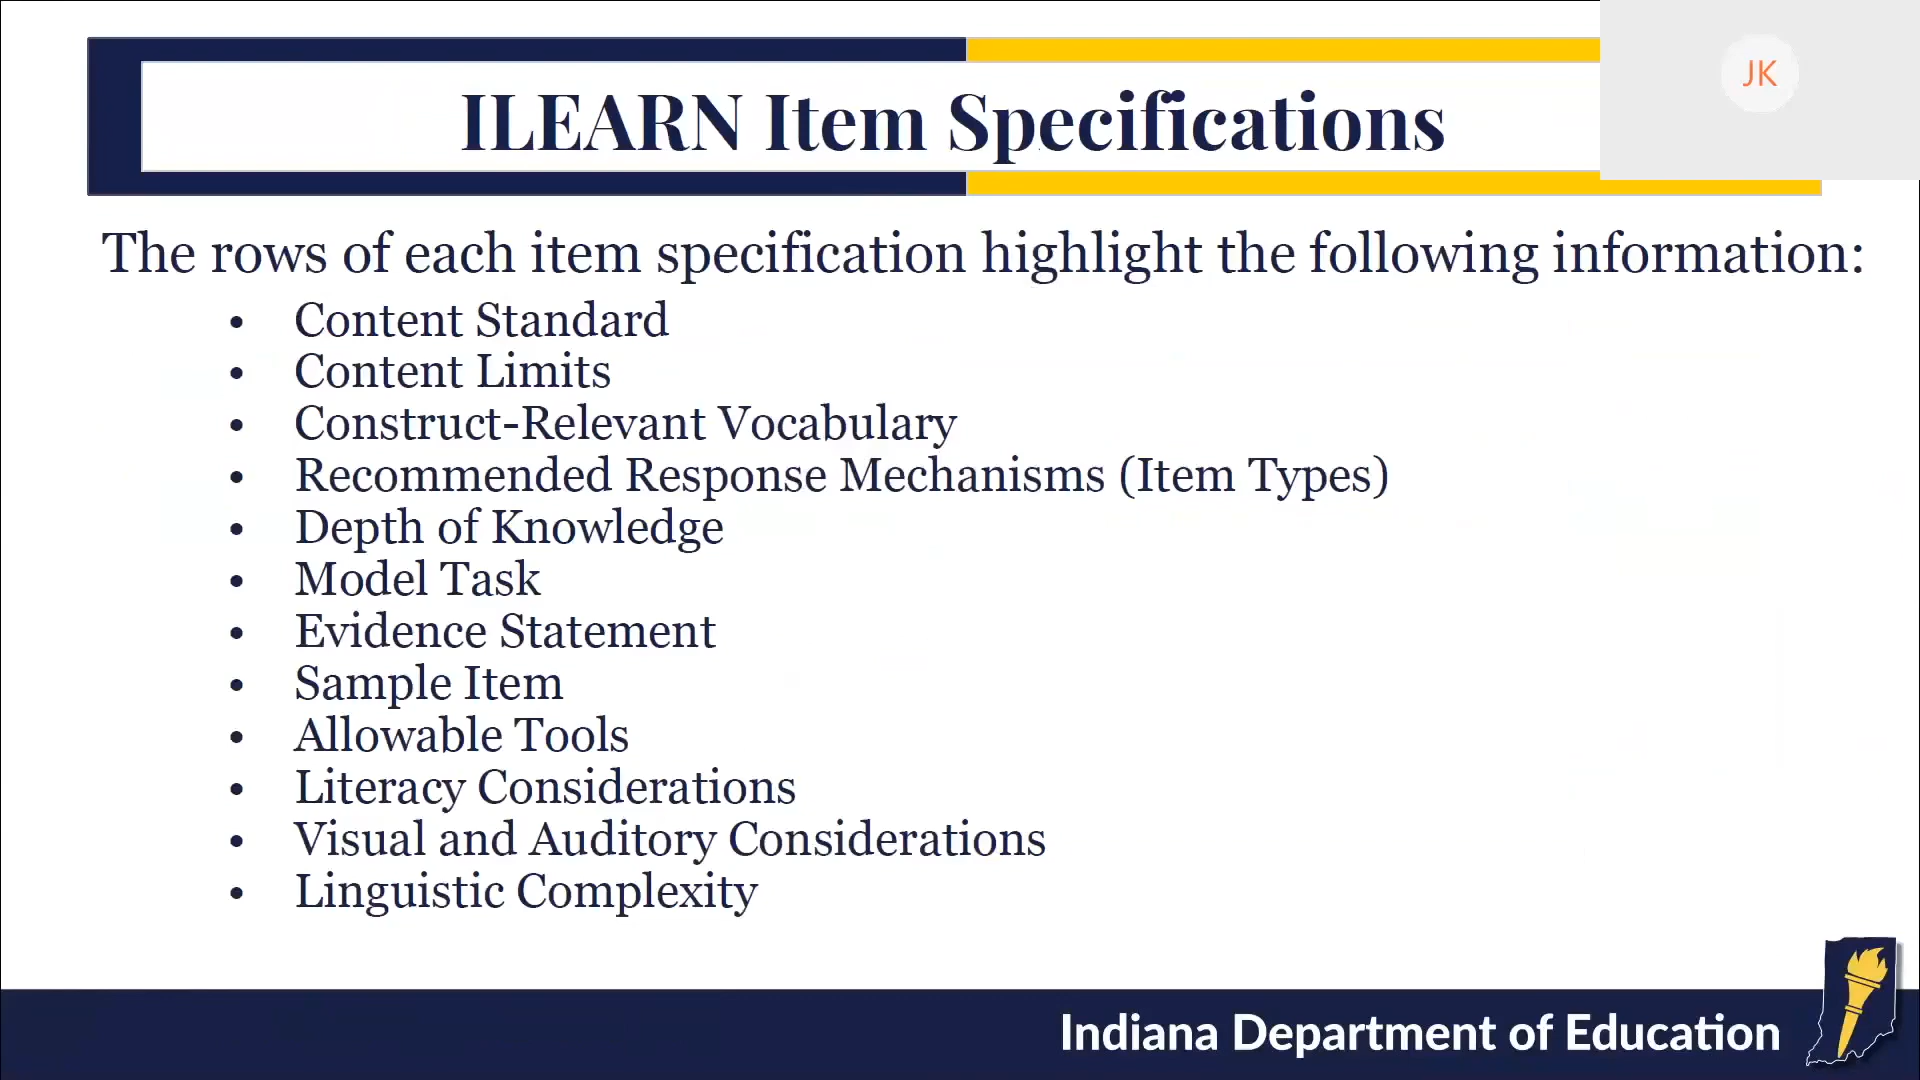 JK
ILEARN Item Specifications
The rows of each item specification highlight the following information:
• Content Standard
• Content Limits
• Construct-Relevant Vocabulary
• Recommended Response Mechanisms (Item Types)
• Depth of Knowledge
• Model Task
• Evidence Statement
• Sample Item
• Allowable Tools
• Literacy Considerations
• Visual and Auditory Considerations
• Linguistic Complexity
Indiana Department of Education